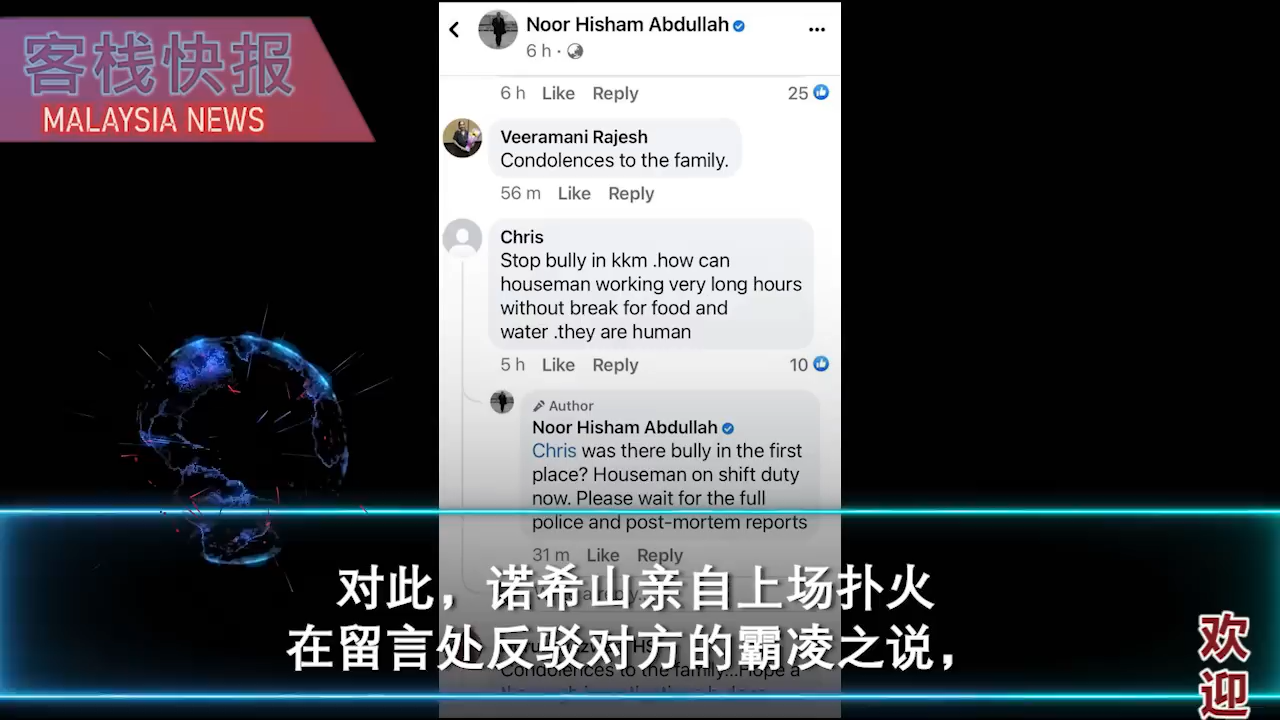 客栈快报
MALAYSIA NEWS
Noor Hisham Abdullah
6 h ·
6 h Like Reply 25
Veeramani Rajesh
Condolences to the family.
56 m Like Reply
Chris
Stop bully in kkm .how can
houseman working very long hours
without break for food and
water .they are human
5 h Like Reply 10
Author
Noor Hisham Abdullah
Chris was there bully in the first
place? Houseman on shift duty
now. Please wait for the full
police and post-mortem reports
31 m Like Reply
对此，诺希山亲自上场扑火
在留言处反驳对方的霸凌之说，
Condolences to the family...Hope a
欢
迎